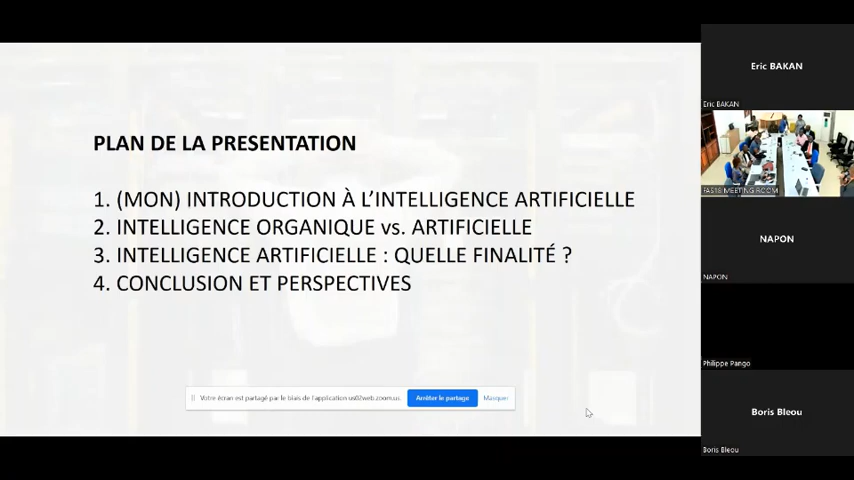 PLAN DE LA PRESENTATION
1. (MON) INTRODUCTION À L'INTELLIGENCE ARTIFICIELLE
2. INTELLIGENCE ORGANIQUE vs. ARTIFICIELLE
3. INTELLIGENCE ARTIFICIELLE : QUELLE FINALITÉ ?
4. CONCLUSION ET PERSPECTIVES
Votre écran est partagé par le biais de l'application us02web.zoom.us.
Arrêter le partage
Masquer
Eric BAKAN
Eric BAKAN
MEETING ROOM
NAPON
NAPON
Philippe Pango
Boris Bleou
Boris Bleou